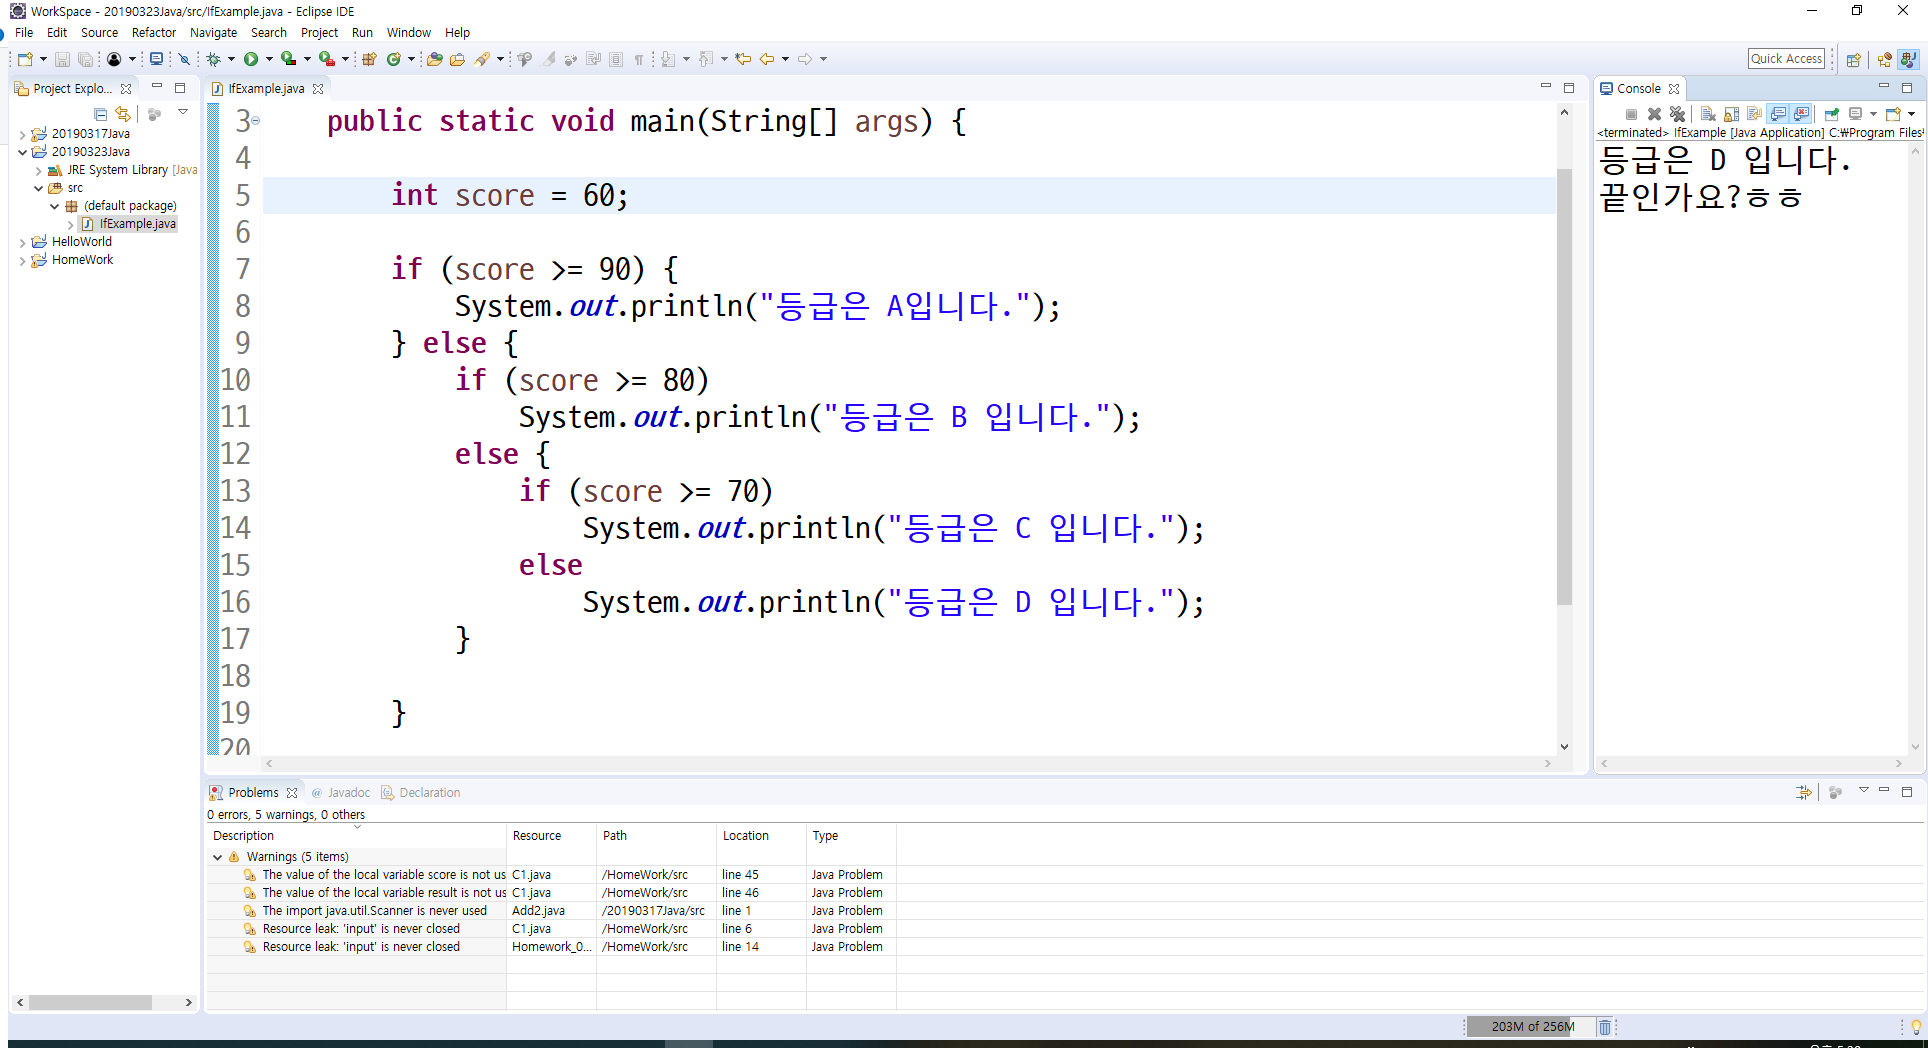 WorkSpace - 20190323Java/src/IfExample.java - Eclipse IDE
File Edit Source Refactor Navigate Search Project Run Window Help
Quick Access
Project Explo...
20190317Java
20190323Java
JRE System Library [Java
src
(default package)
IfExample.java
HelloWorld
HomeWork
IfExample.java
3 public static void main(String[] args) {
4
5 int score = 60;
6
7 if (score >= 90) {
8 System.out.println("등급은 A입니다.");
9 } else {
10 if (score >= 80)
11 System.out.println("등급은 B 입니다.");
12 else {
13 if (score >= 70)
14 System.out.println("등급은 C 입니다.");
15 else
16 System.out.println("등급은 D 입니다.");
17 }
18
19 }
20
Console
<terminated> IfExample [Java Application] C:₩Program Files₩
등급은 D 입니다.
끝인가요?ㅎㅎ
Problems @ Javadoc Declaration
0 errors, 5 warnings, 0 others
Description Resource Path Location Type
Warnings (5 items)
The value of the local variable score is not us C1.java /HomeWork/src line 45 Java Problem
The value of the local variable result is not us C1.java /HomeWork/src line 46 Java Problem
The import java.util.Scanner is never used Add2.java /20190317Java/src line 1 Java Problem
Resource leak: 'input' is never closed C1.java /HomeWork/src line 6 Java Problem
Resource leak: 'input' is never closed Homework_0... /HomeWork/src line 14 Java Problem
203M of 256M